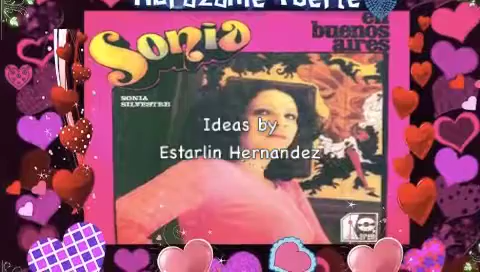 Abrázame Fuerte
Sonia
en
buenos
aires
SONIA
SILVESTRE
Ideas by
Estarlin Hernandez